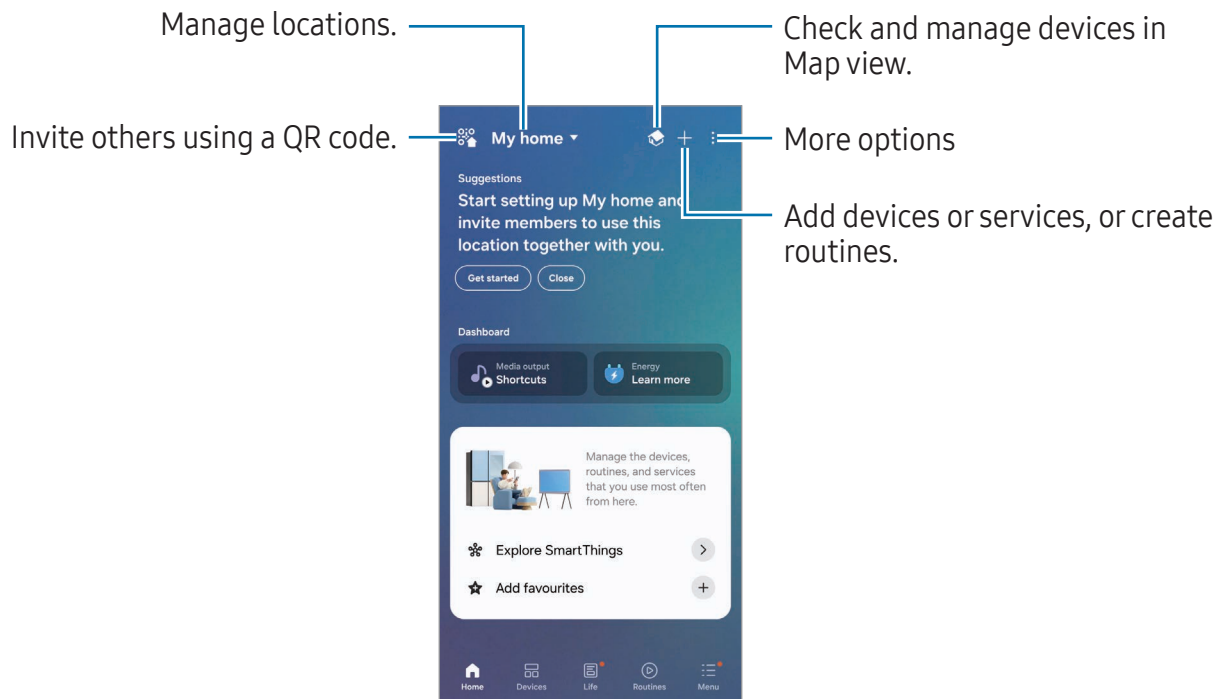 Manage locations.
Check and manage devices in
Map view.
Invite others using a QR code.
My home
More options
Add devices or services, or create
routines.
Suggestions
Start setting up My home and
invite members to use this
location together with you.
Get started
Close
Dashboard
Media output
Shortcuts
Energy
Learn more
Manage the devices,
routines, and services
that you use most often
from here.
Explore SmartThings
Add favourites
Home
Devices
Life
Routines
Menu